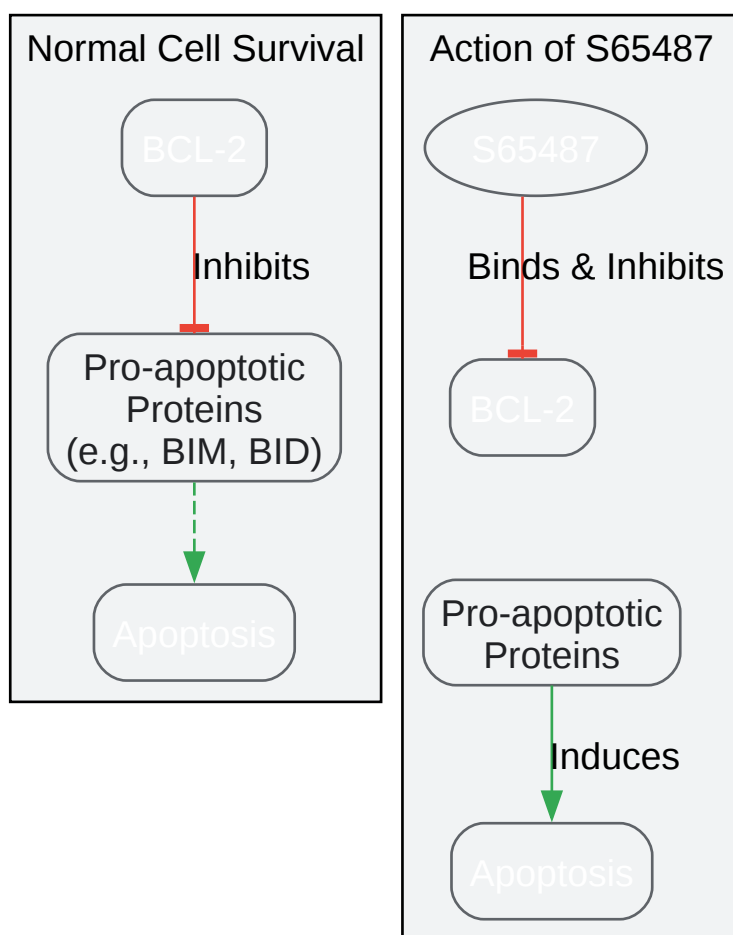 Normal Cell Survival
BCL-2
Inhibits
Pro-apoptotic
Proteins
(e.g., BIM, BID)
Apoptosis
Action of S65487
S65487
Binds & Inhibits
BCL-2
Pro-apoptotic
Proteins
Induces
Apoptosis